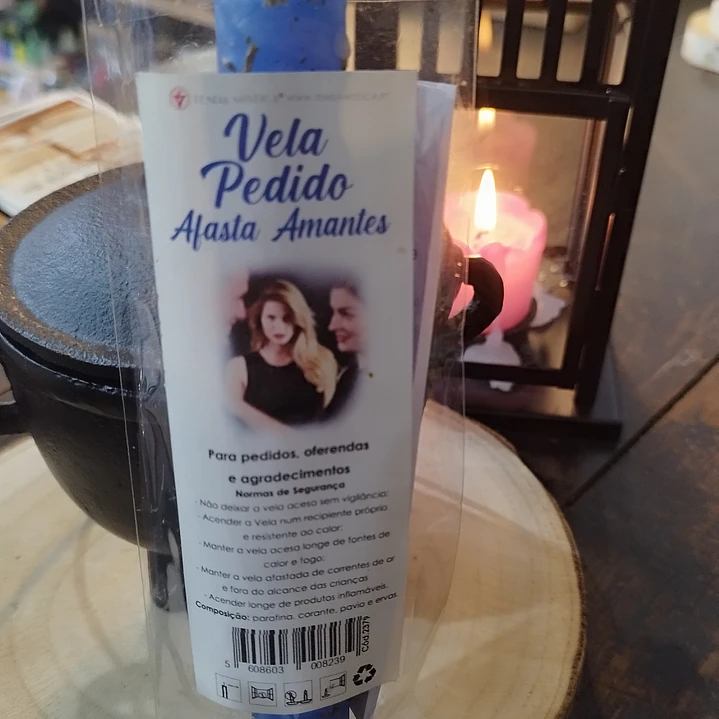 Vela
Pedido
Afasta Amantes
Para pedidos, oferendas
e agradecimentos
Normas de Segurança
- Não deixar a vela acesa sem vigilância;
- Acender a Vela num recipiente próprio
e resistente ao calor;
- Manter a vela acesa longe de fontes de
calor e fogo;
- Manter a vela afastada de correntes de ar
e fora do alcance das crianças
- Acender longe de produtos inflamáveis.
Composição: parafina, corante, pavio e ervas.
Cód.2379
5 608603 008239